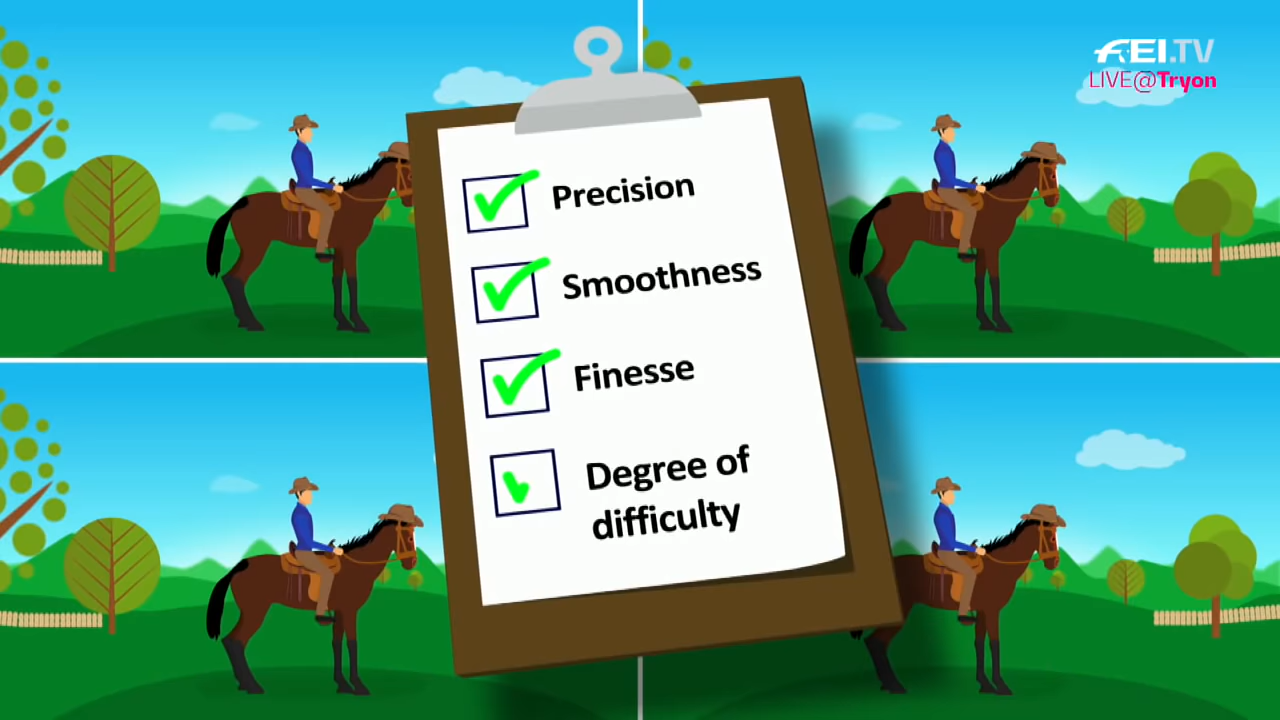 FEI.TV
LIVE@Tryon
Precision
Smoothness
Finesse
Degree of
difficulty